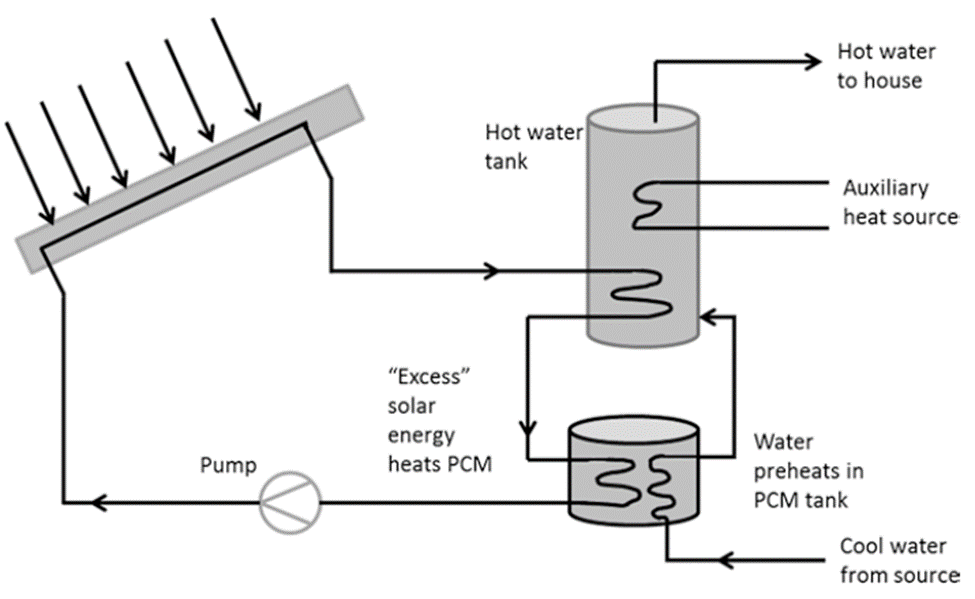 Hot water
to house
Hot water
tank
Auxiliary
heat source
“Excess”
solar
energy
heats PCM
Pump
Water
preheats in
PCM tank
Cool water
from source